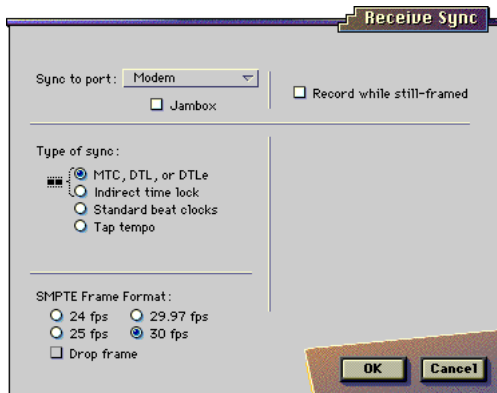 Receive Sync
Sync to port: Modem
Jambox
Record while still-framed
Type of sync:
MTC, DTL, or DTLe
Indirect time lock
Standard beat clocks
Tap tempo
SMPTE Frame Format:
24 fps 29.97 fps
25 fps 30 fps
Drop frame
OK Cancel